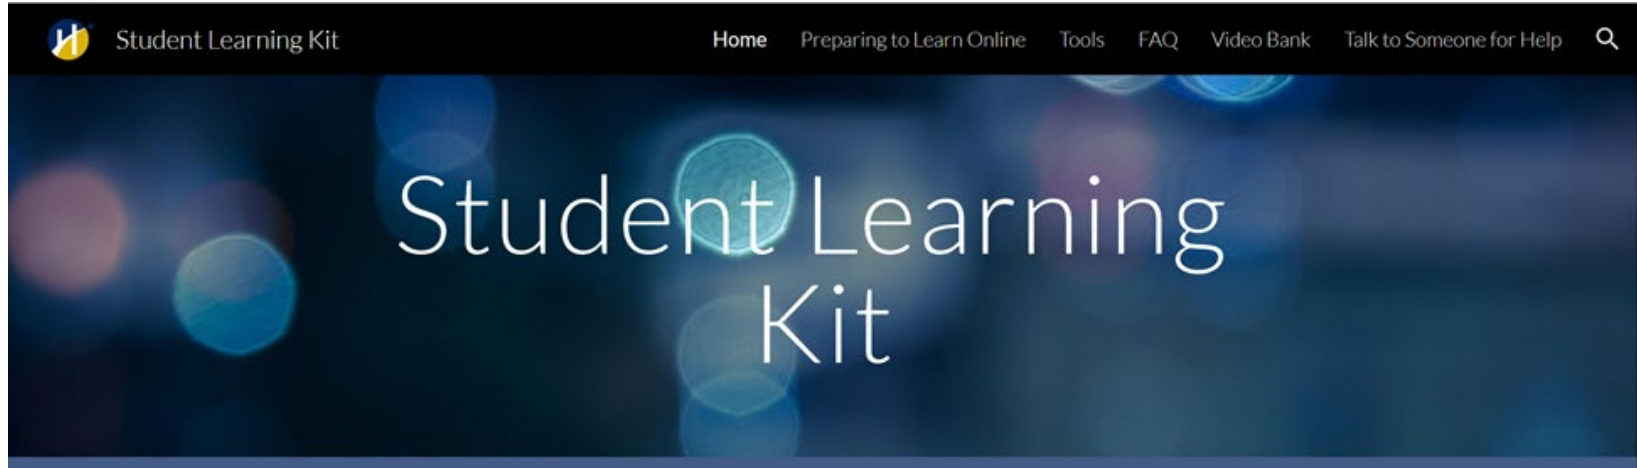 Student Learning Kit
Home Preparing to Learn Online Tools FAQ Video Bank Talk to Someone for Help
Student Learning
Kit